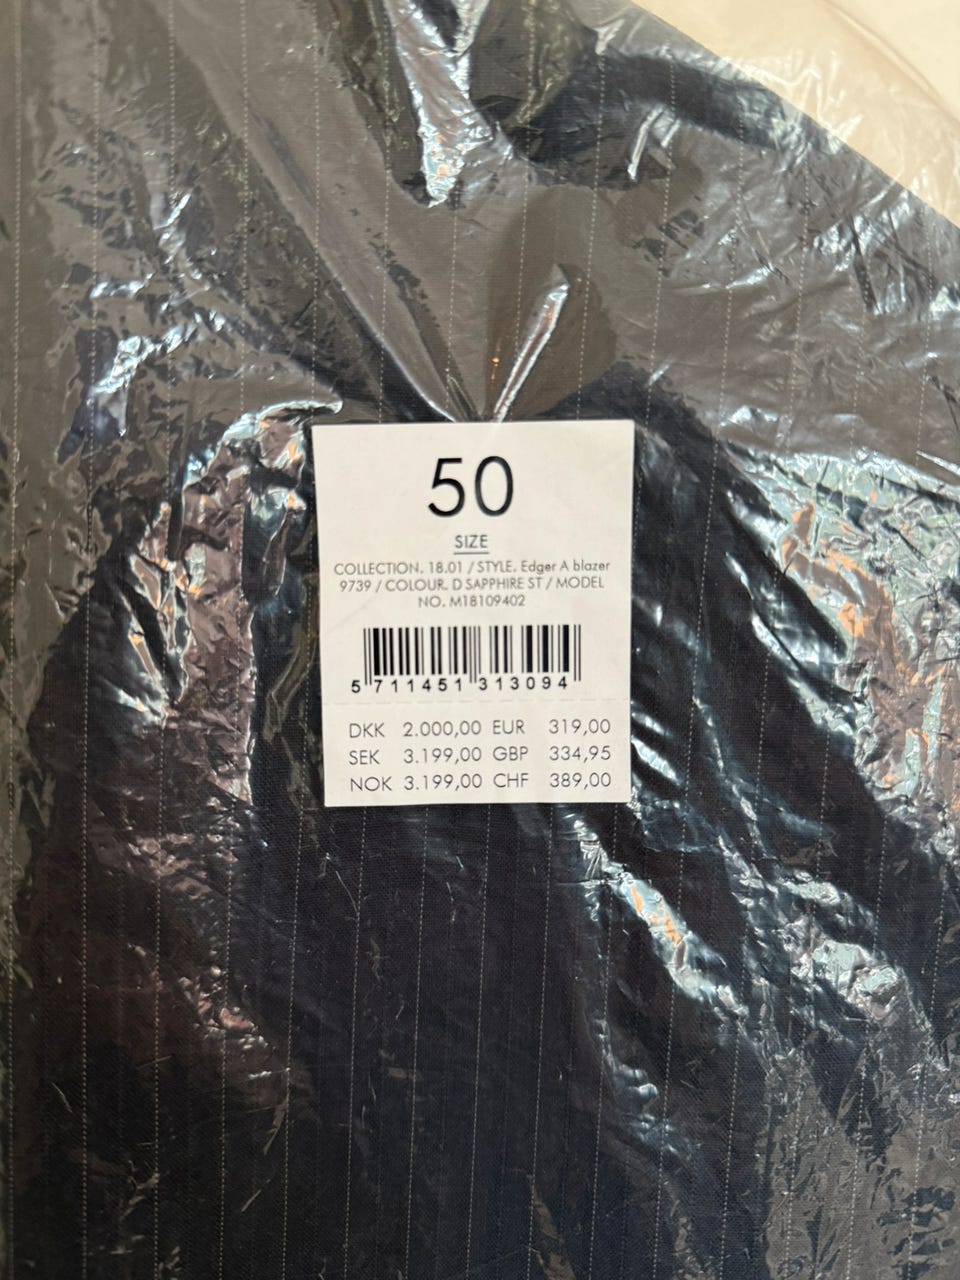 50
SIZE
COLLECTION. 18.01 / STYLE. Edger A blazer
9739 / COLOUR. D SAPPHIRE ST / MODEL
NO. M18109402
5 711451 313094
DKK 2.000,00 EUR 319,00
SEK 3.199,00 GBP 334,95
NOK 3.199,00 CHF 389,00